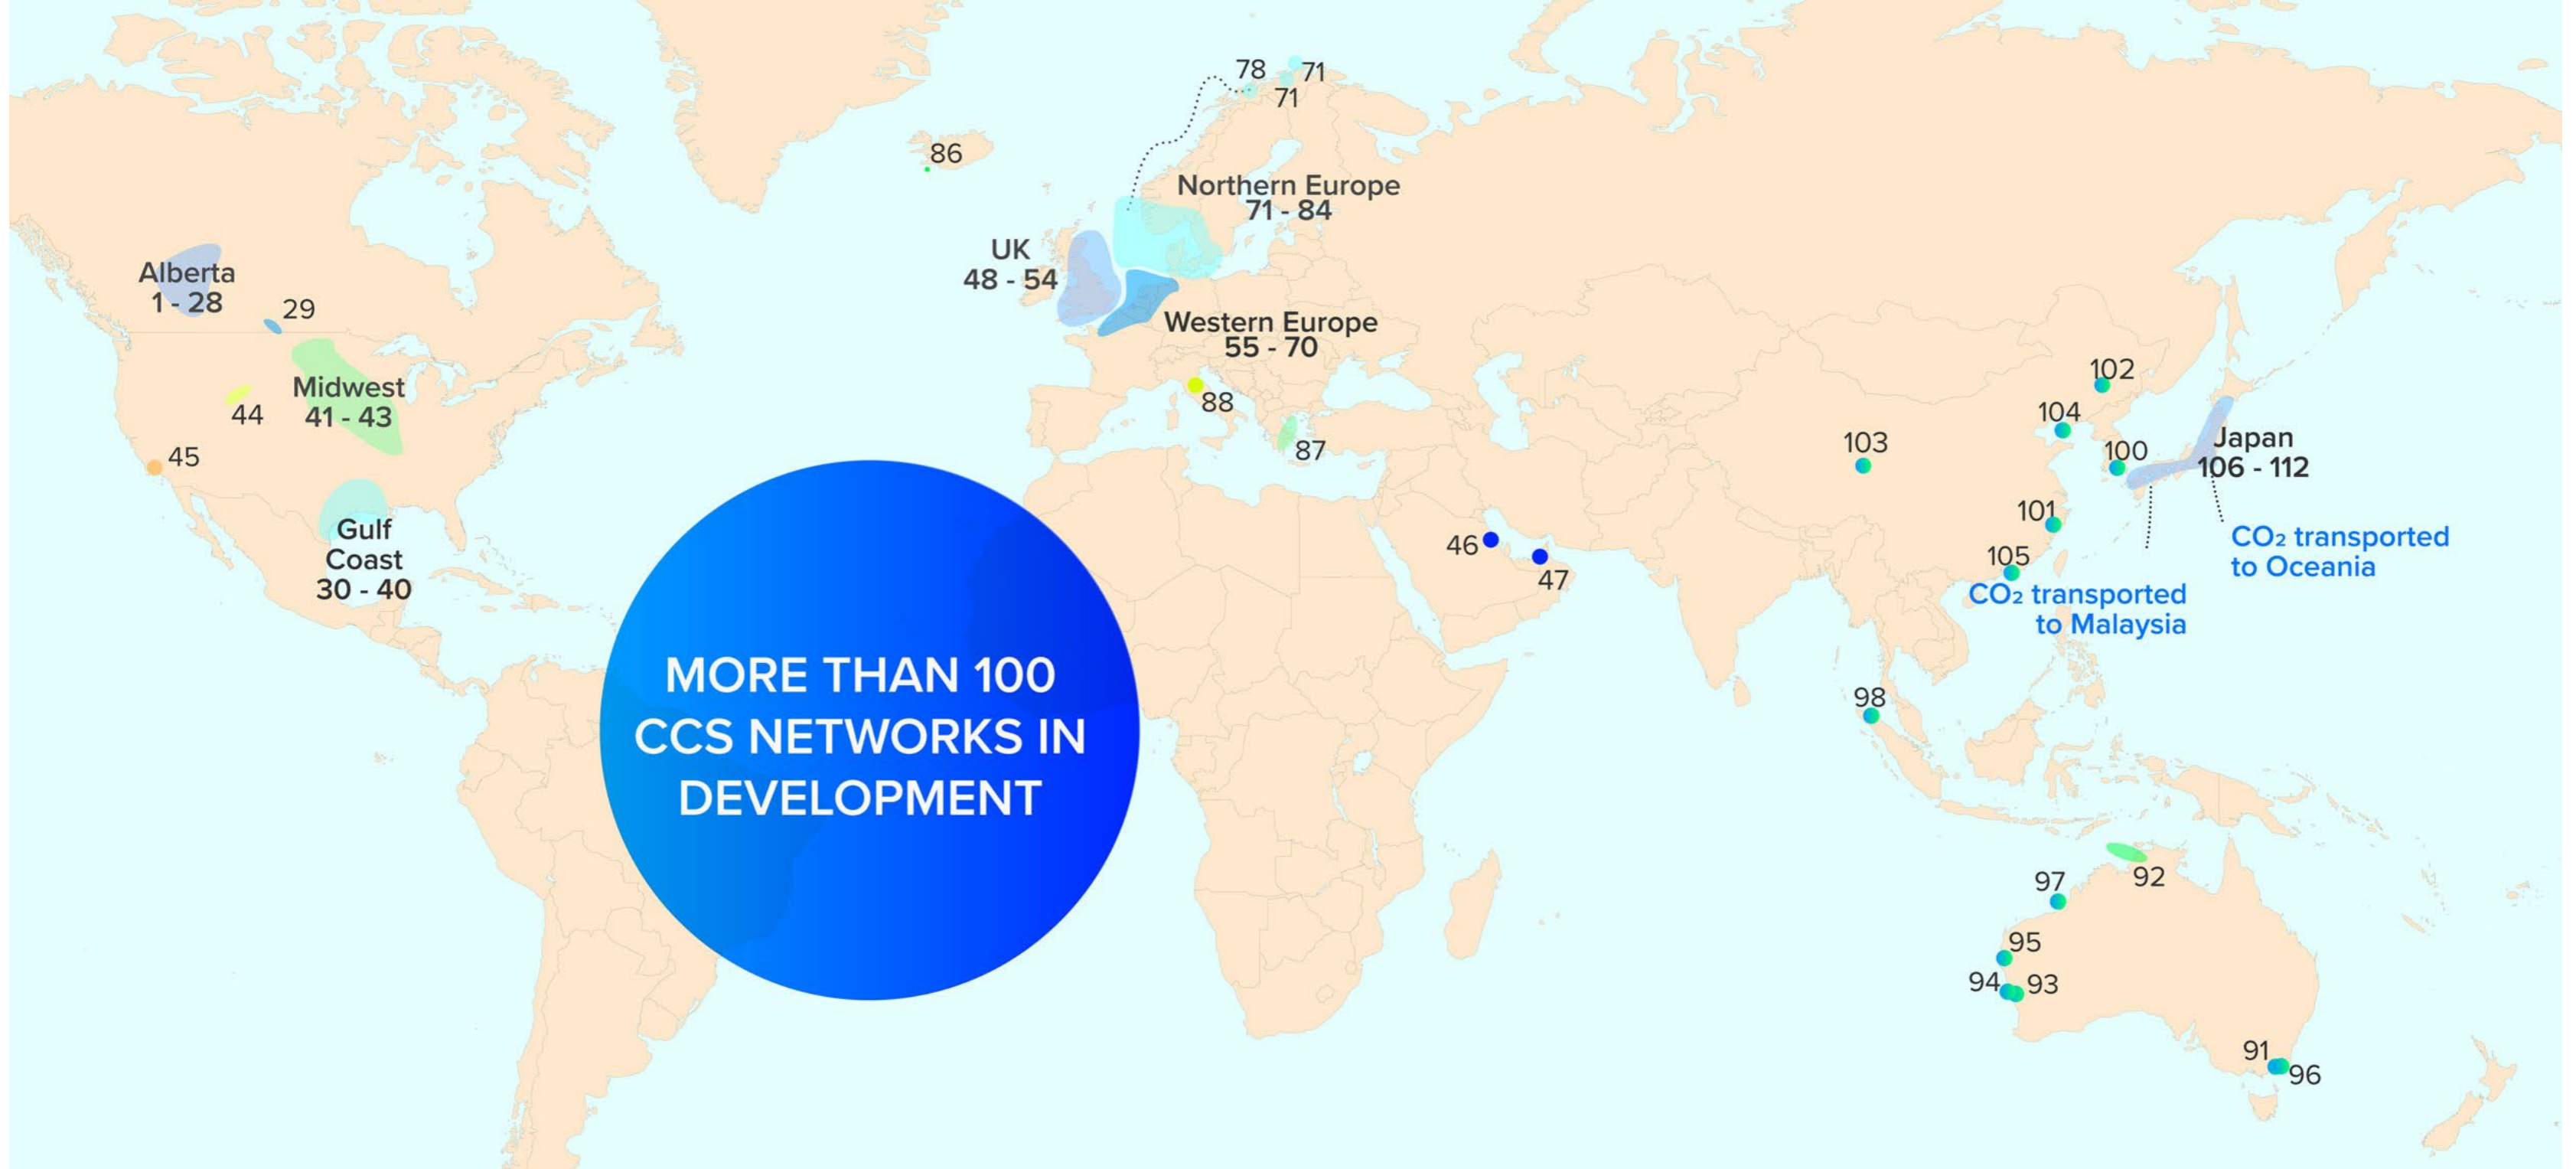 78
71
71
86
Northern Europe
71 - 84
UK
48 - 54
Alberta
1 - 28
29
Western Europe
55 - 70
Midwest
41 - 43
44
88
87
45
Gulf
Coast
30 - 40
46
47
102
104
103
100
Japan
106 - 112
101
105
CO₂ transported
to Oceania
CO₂ transported
to Malaysia
MORE THAN 100
CCS NETWORKS IN
DEVELOPMENT
98
92
97
95
94
93
91
96